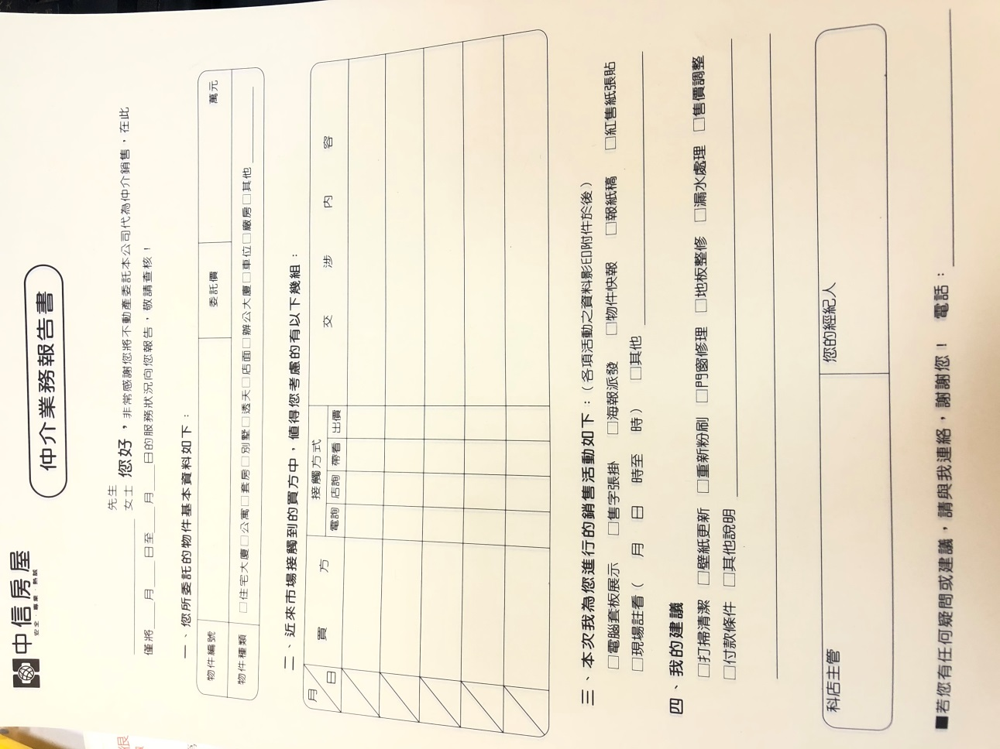 中信房屋
安全．專業．熱誠
仲介業務報告書
先生
女士 您好，非常感謝您將不動產委託本公司代為仲介銷售，在此
僅將　月　日至　月　日的服務狀況向您報告，敬請查核！
一、您所委託的物件基本資料如下：
物件編號　委託價　萬元
物件種類　□住宅大廈□公寓□套房□別墅□透天□店面□辦公大廈□車位□廠房□其他
二、近來市場接觸到的買方中，值得您考慮的有以下幾組：
月 日　買方　接觸方式　交涉內容
電詢　店詢　帶看　出價
三、本次我為您進行的銷售活動如下：（各項活動之資料影印附件於後）
□電腦套板展示　□售字張掛　□海報派發　□物件快報　□報紙稿　□紅售紙張貼
□現場註看（　月　日　時至　時）　□其他
四、我的建議
□打掃清潔　□壁紙更新　□重新粉刷　□門窗修理　□地板整修　□漏水處理　□售價調整
□付款條件　□其他說明
科店主管　您的經紀人
■若您有任何疑問或建議，請與我連絡，謝謝您！　電話：